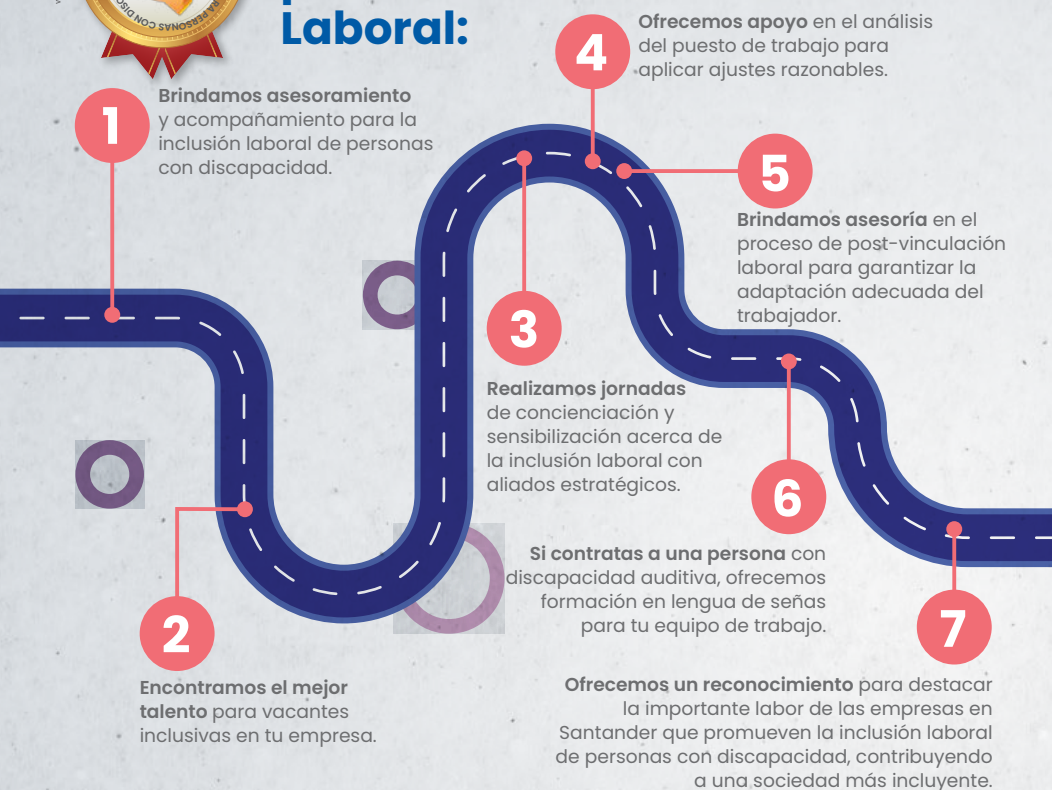 PERSONAS CON
Laboral:
1
Brindamos asesoramiento
y acompañamiento para la
inclusión laboral de personas
con discapacidad.
2
Encontramos el mejor
talento para vacantes
inclusivas en tu empresa.
3
Realizamos jornadas
de concienciación y
sensibilización acerca de
la inclusión laboral con
aliados estratégicos.
4
Ofrecemos apoyo en el análisis
del puesto de trabajo para
aplicar ajustes razonables.
5
Brindamos asesoría en el
proceso de post-vinculación
laboral para garantizar la
adaptación adecuada del
trabajador.
6
Si contratas a una persona con
discapacidad auditiva, ofrecemos
formación en lengua de señas
para tu equipo de trabajo.
7
Ofrecemos un reconocimiento para destacar
la importante labor de las empresas en
Santander que promueven la inclusión laboral
de personas con discapacidad, contribuyendo
a una sociedad más incluyente.